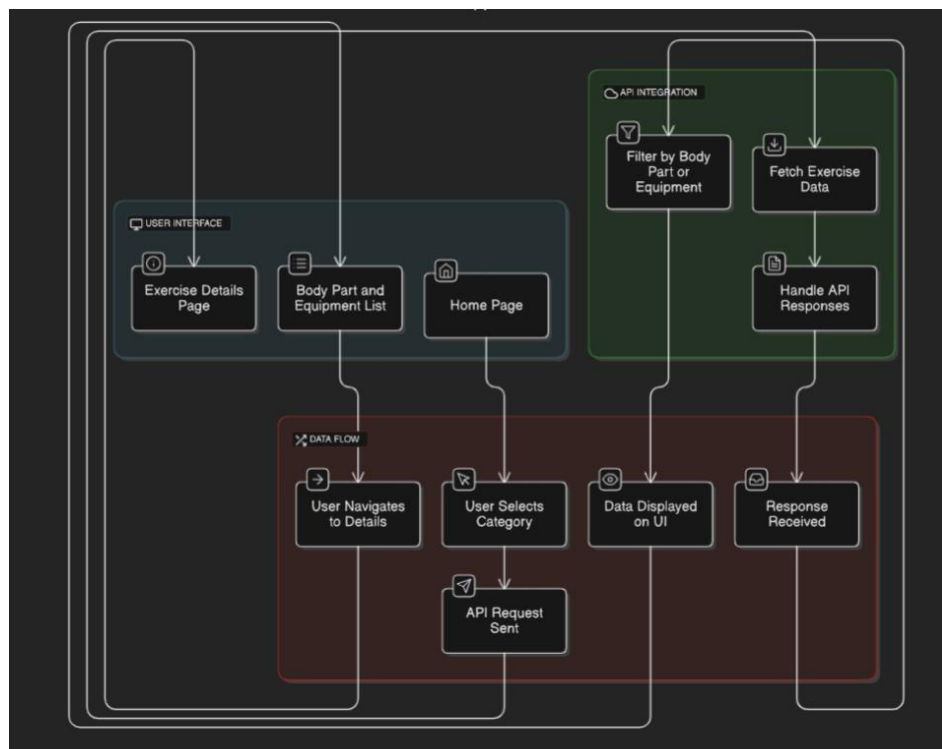 API INTEGRATION
Filter by Body
Part or
Equipment
Fetch Exercise
Data
USER INTERFACE
Exercise Details
Page
Body Part and
Equipment List
Home Page
Handle API
Responses
DATA FLOW
User Navigates
to Details
User Selects
Category
Data Displayed
on UI
Response
Received
API Request
Sent